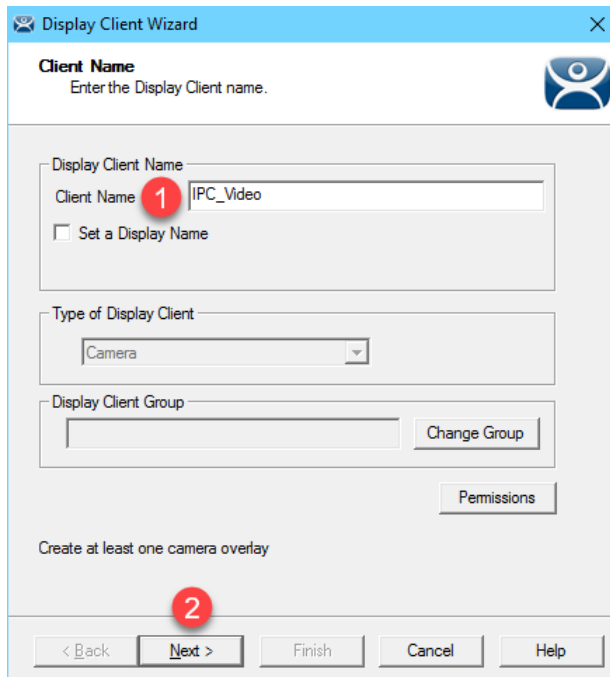 Display Client Wizard
Client Name
Enter the Display Client name.
Display Client Name
Client Name 1 IPC_Video
Set a Display Name
Type of Display Client
Camera
Display Client Group
Change Group
Permissions
Create at least one camera overlay
2
< Back Next > Finish Cancel Help